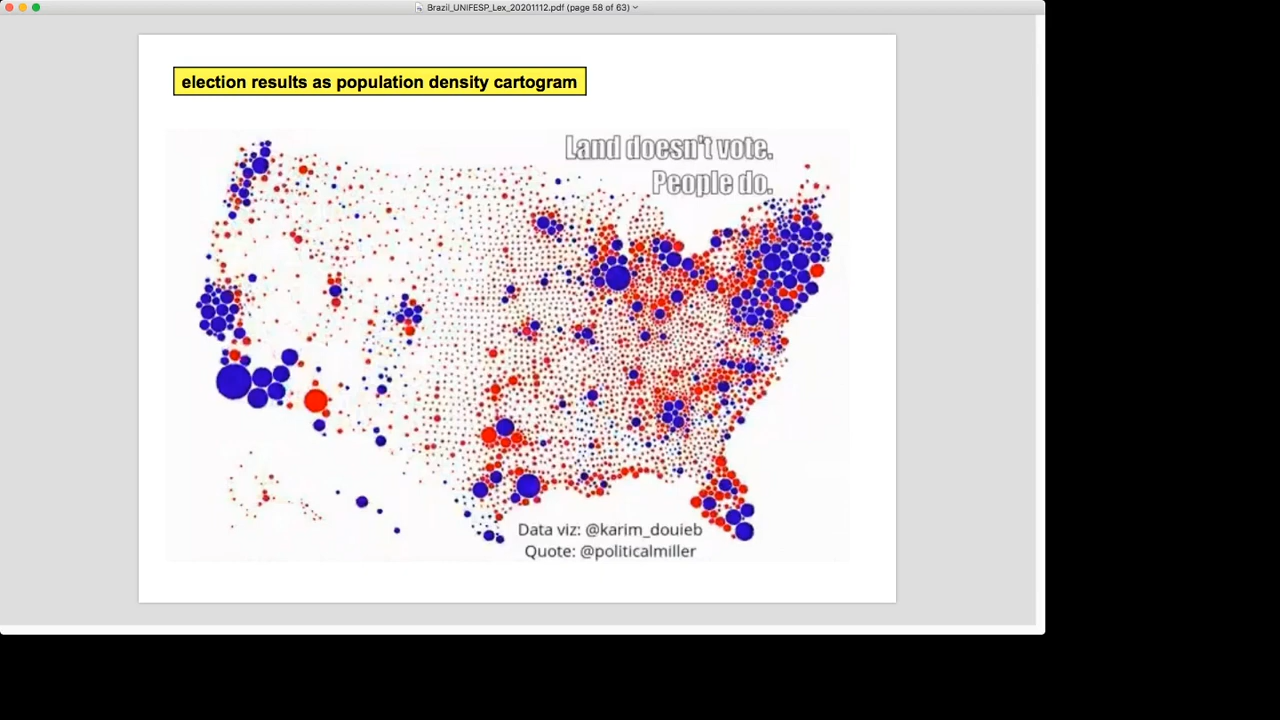 Brazil_UNIFESP_Lex_20201112.pdf (page 58 of 63)
election results as population density cartogram
Land doesn't vote.
People do.
Data viz: @karim_douieb
Quote: @politicalmiller